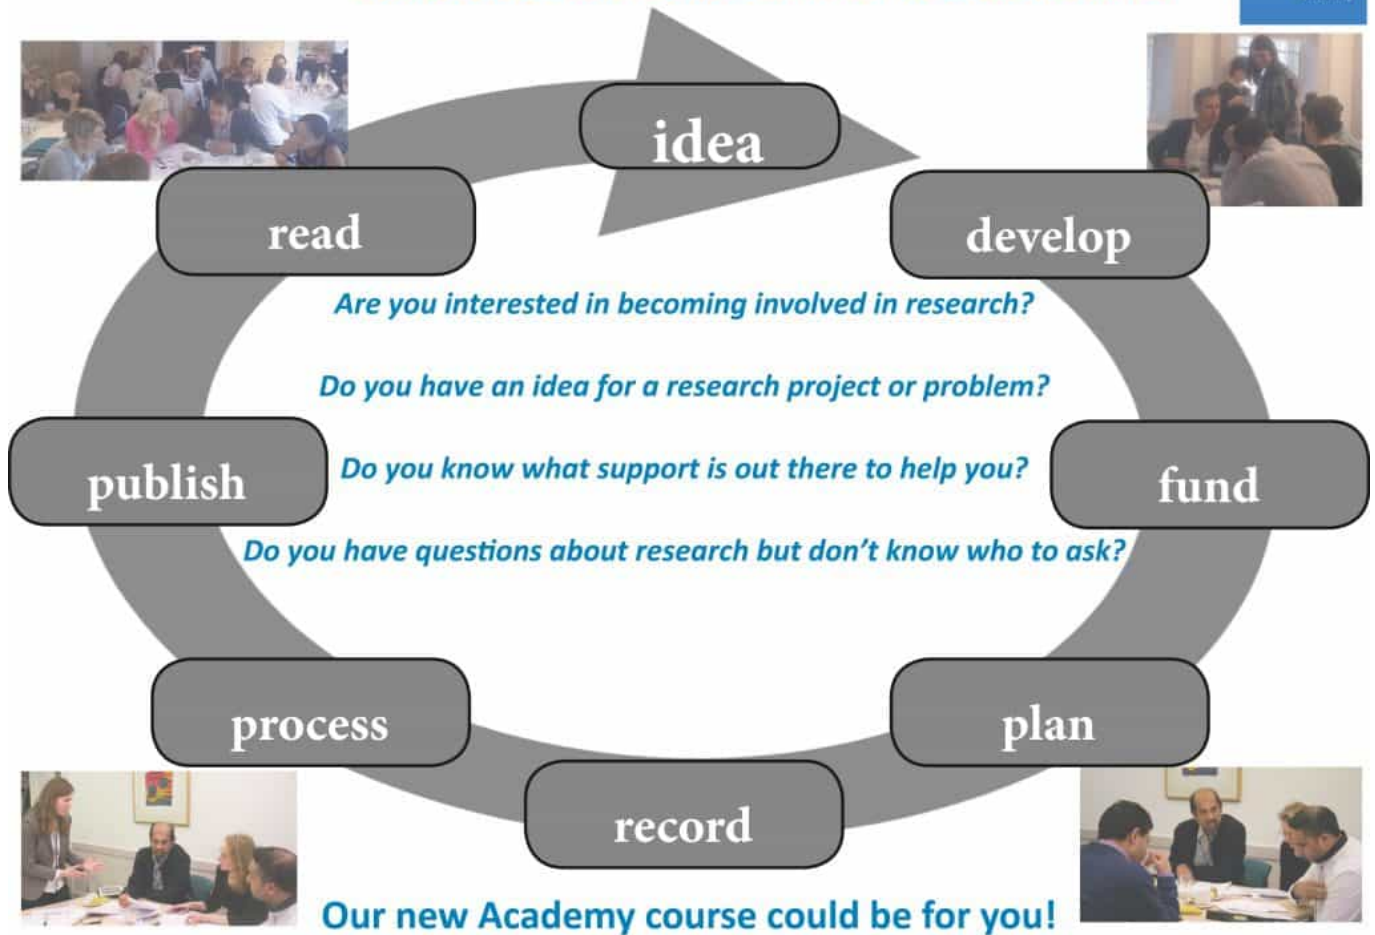 idea
read
develop
Are you interested in becoming involved in research?
Do you have an idea for a research project or problem?
publish
Do you know what support is out there to help you?
fund
Do you have questions about research but don't know who to ask?
process
plan
record
Our new Academy course could be for you!